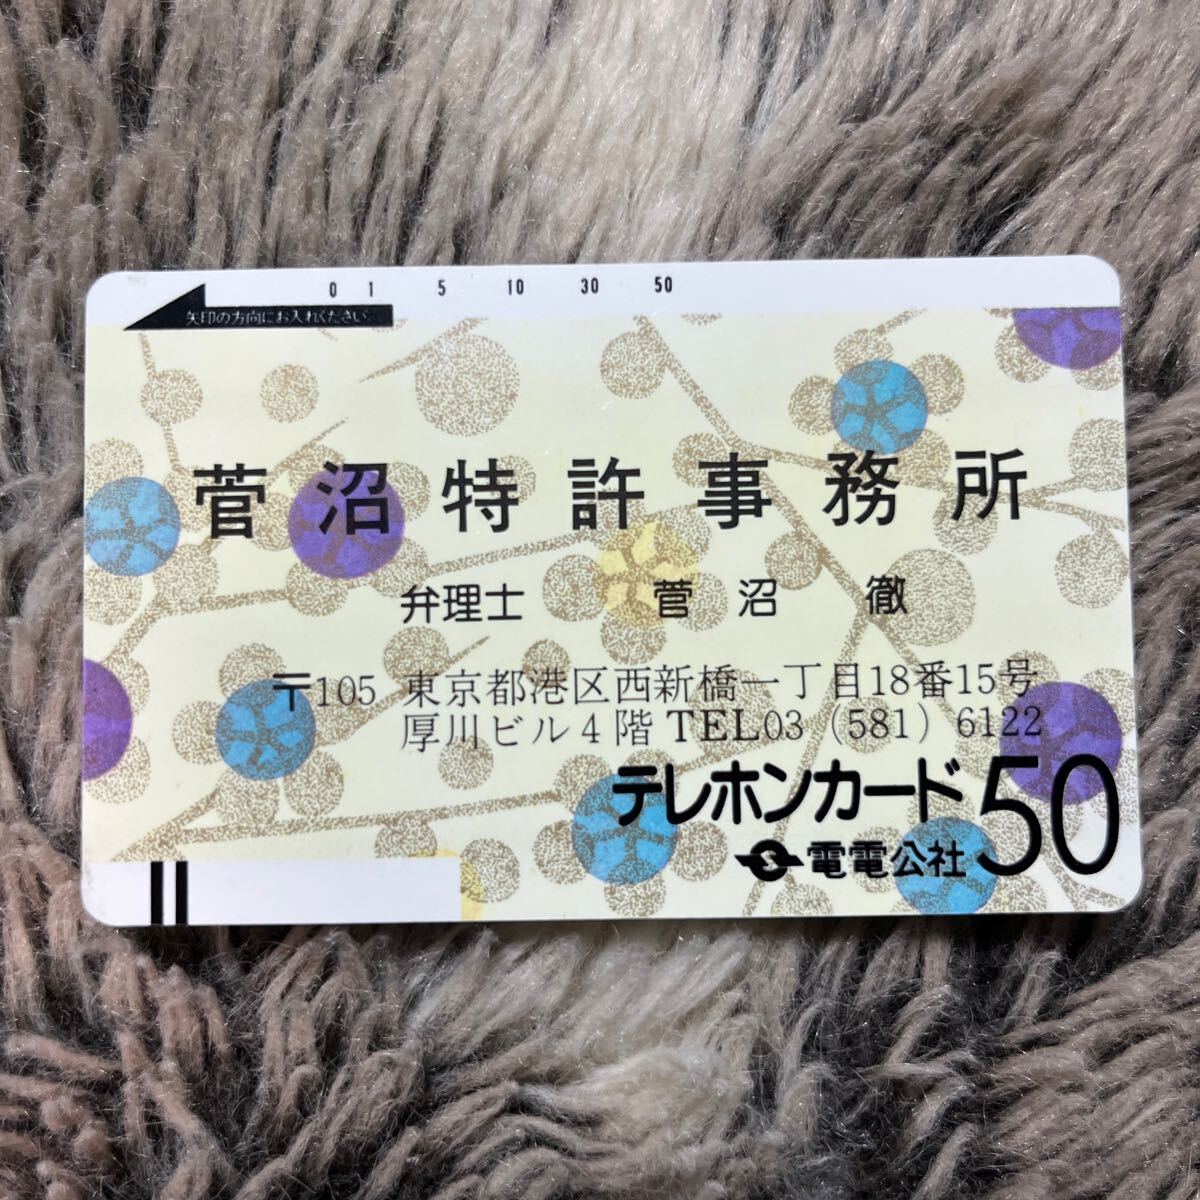 0 1 5 10 30 50
矢印の方向にお入れください
菅沼特許事務所
弁理士 菅沼 徹
〒105 東京都港区西新橋一丁目18番15号
厚川ビル4階 TEL03(581)6122
テレホンカード50
電電公社